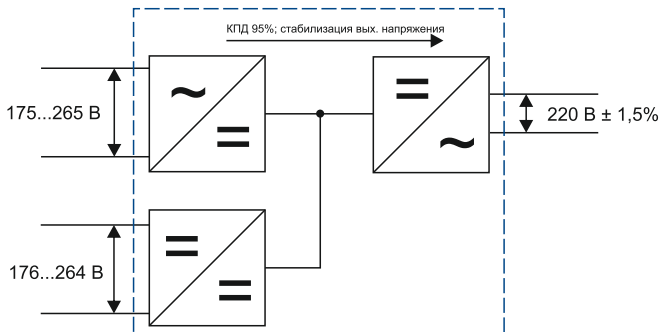 КПД 95%; стабилизация вых. напряжения
175...265 В
220 В ± 1,5%
176...264 В